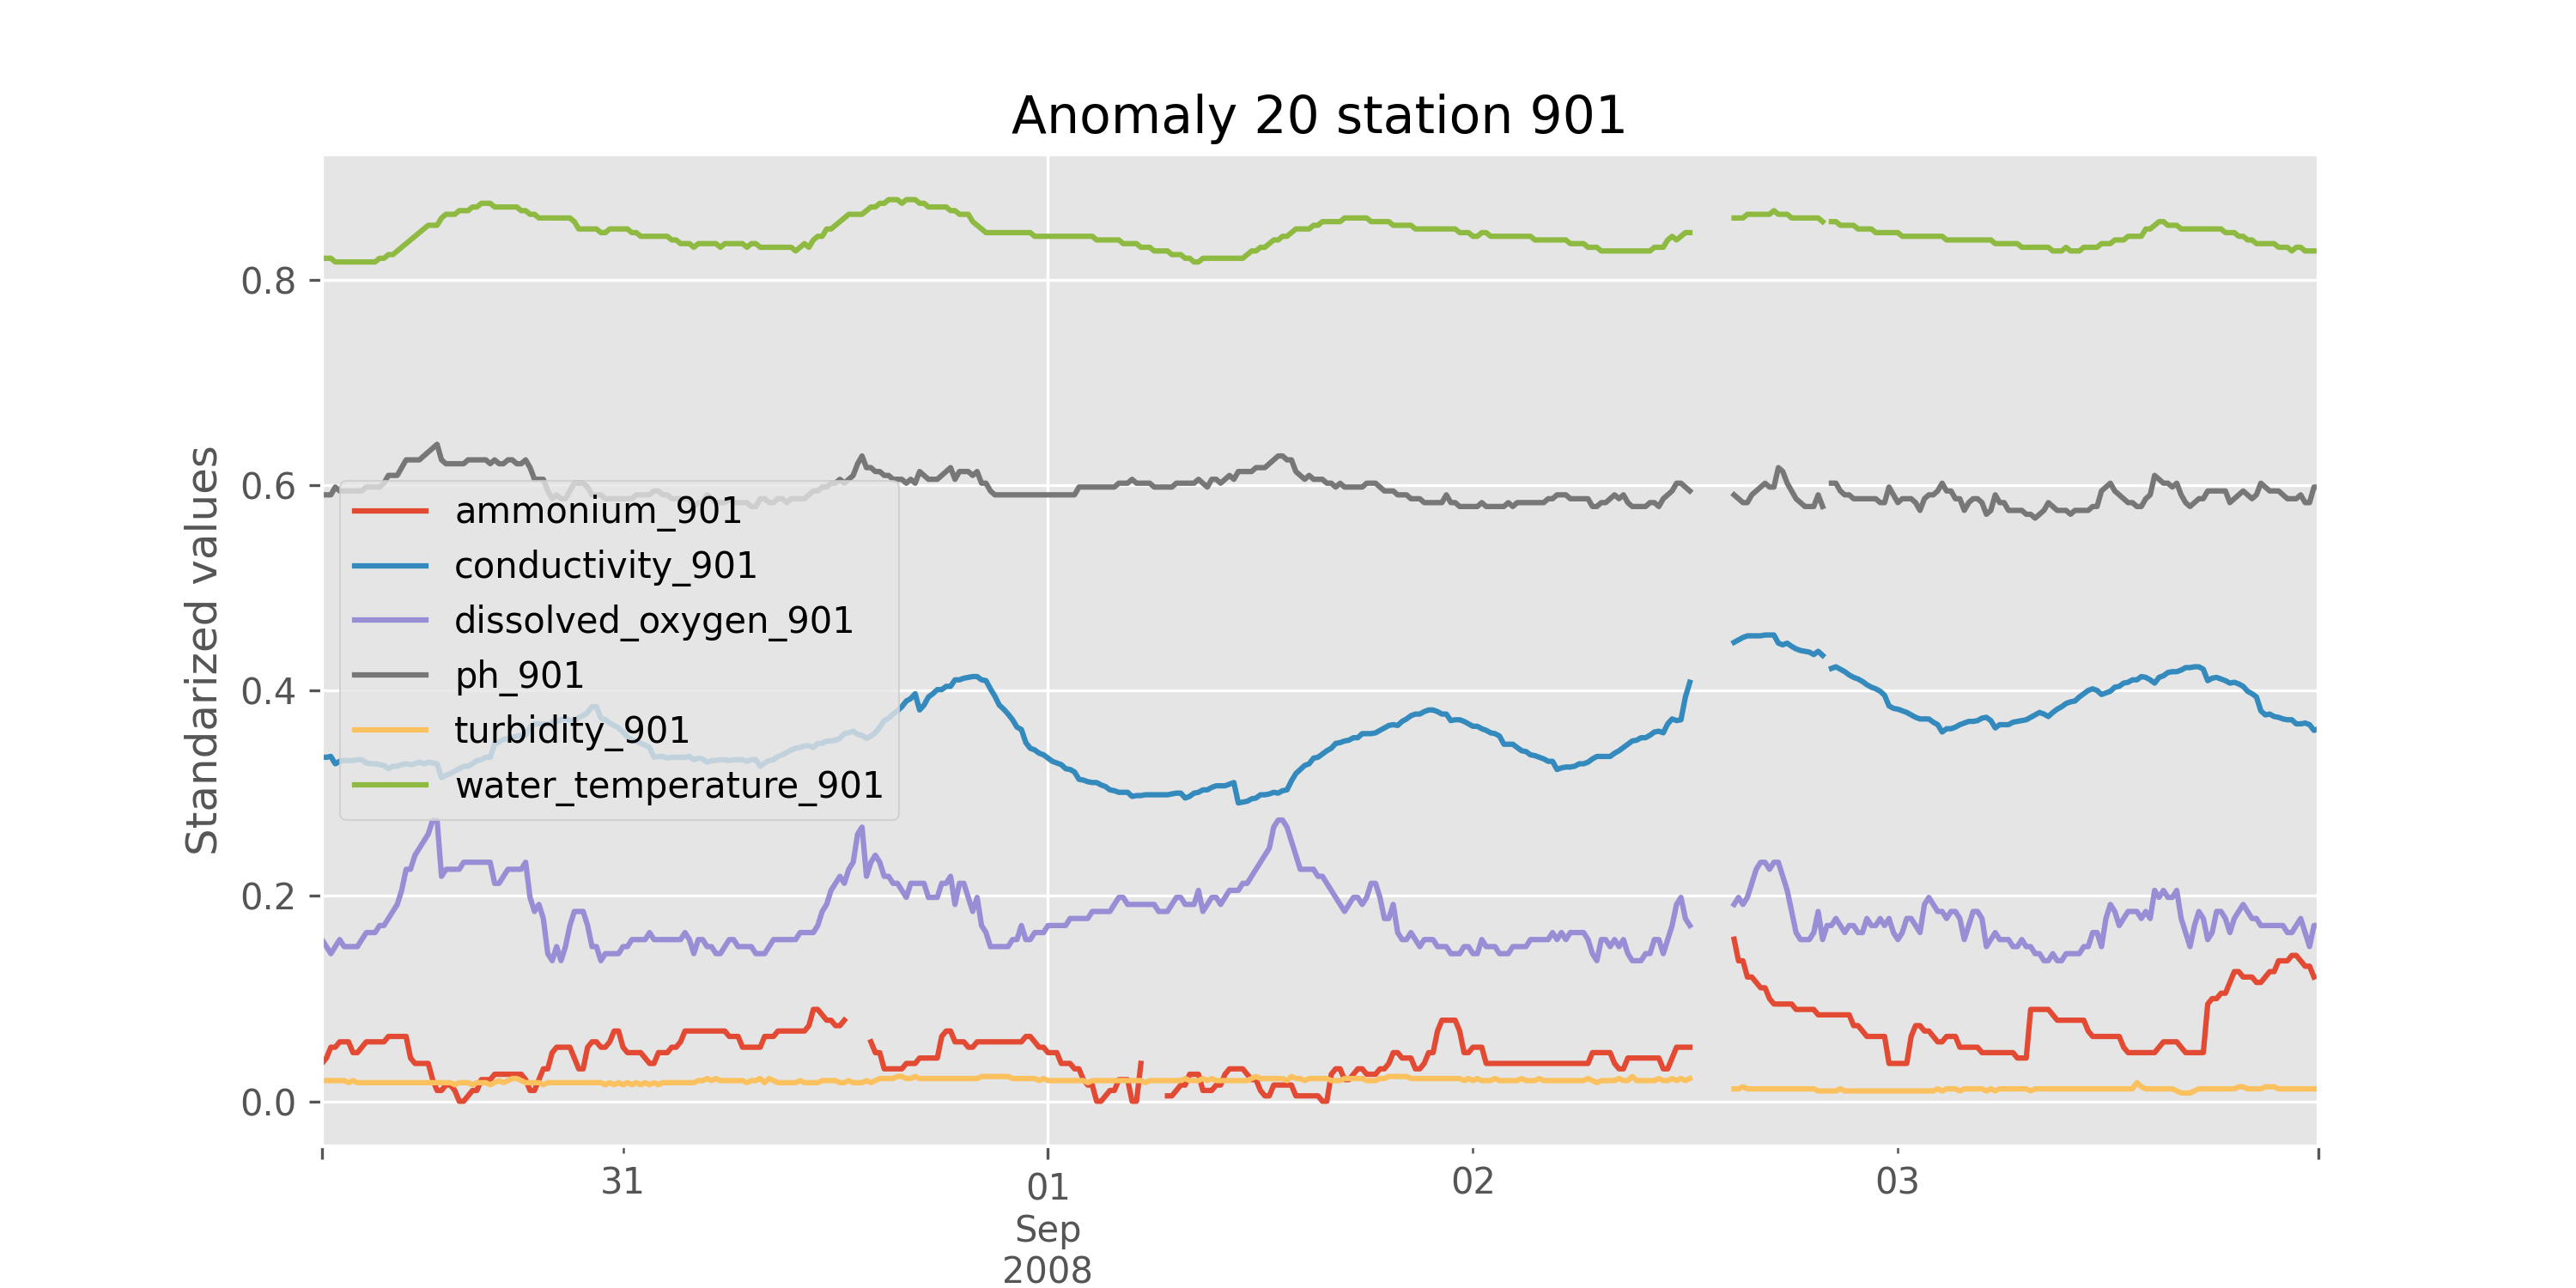 Anomaly 20 station 901
Standarized values
0.8
0.6
0.4
0.2
0.0
ammonium_901
conductivity_901
dissolved_oxygen_901
ph_901
turbidity_901
water_temperature_901
31
01
02
03
Sep
2008